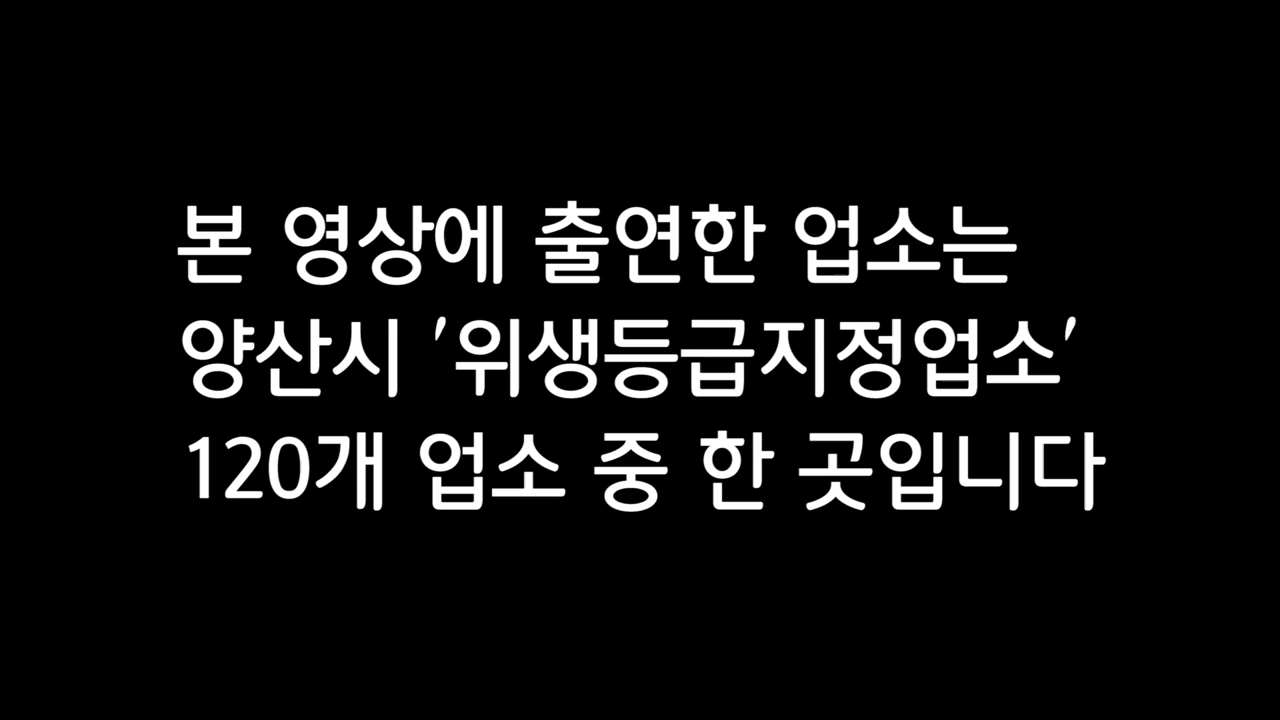 본 영상에 출연한 업소는
양산시 '위생등급지정업소'
120개 업소 중 한 곳입니다